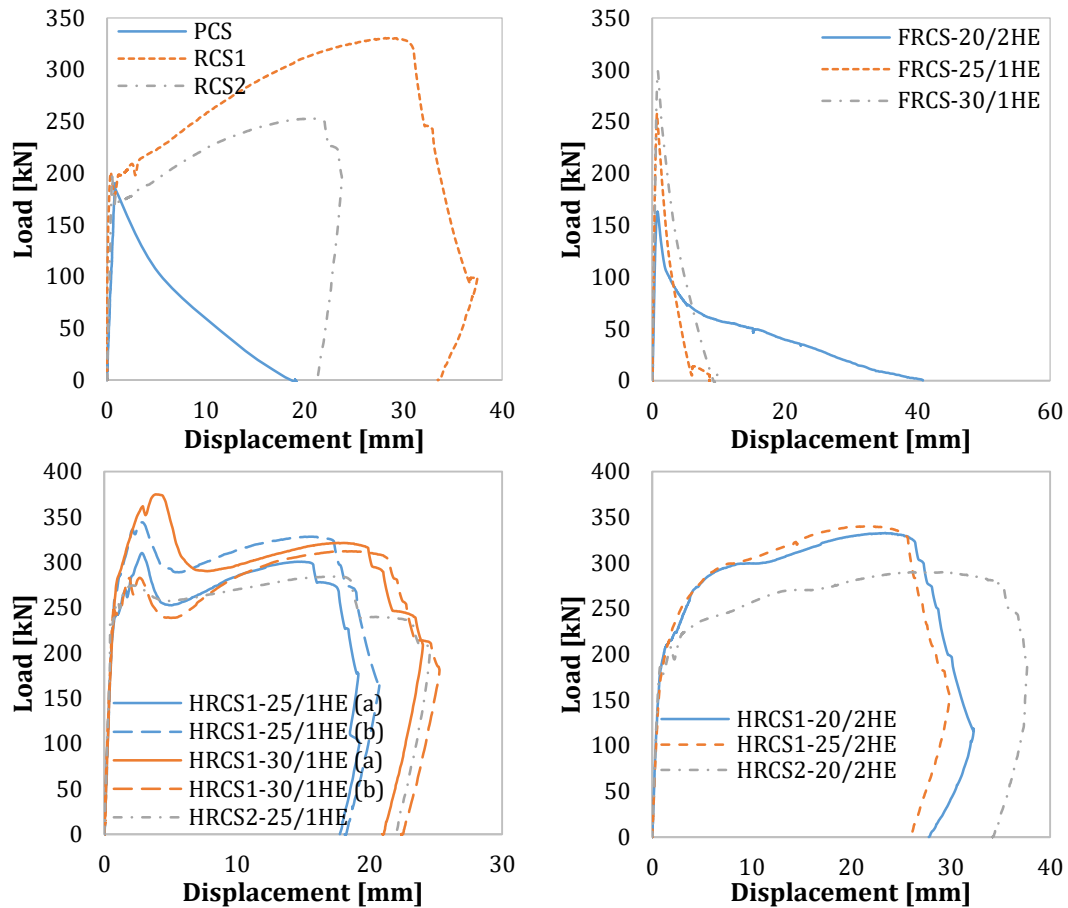 350
300
250
200
150
100
50
0
Load [kN]
PCS
RCS1
RCS2
0 10 20 30 40
Displacement [mm]
350
300
250
200
150
100
50
0
Load [kN]
FRCS-20/2HE
FRCS-25/1HE
FRCS-30/1HE
0 20 40 60
Displacement [mm]
400
350
300
250
200
150
100
50
0
Load [kN]
HRCS1-25/1HE (a)
HRCS1-25/1HE (b)
HRCS1-30/1HE (a)
HRCS1-30/1HE (b)
HRCS2-25/1HE
0 10 20 30
Displacement [mm]
400
350
300
250
200
150
100
50
0
Load [kN]
HRCS1-20/2HE
HRCS1-25/2HE
HRCS2-20/2HE
0 10 20 30 40
Displacement [mm]